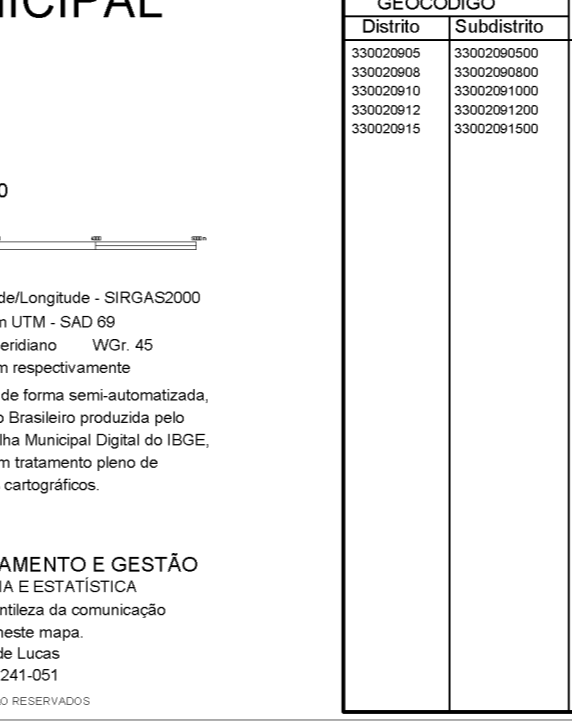 NICIPAL
0
de/Longitude - SIRGAS2000
m UTM - SAD 69
eridiano WGr. 45
m respectivamente
de forma semi-automatizada,
o Brasileiro produzida pelo
lha Municipal Digital do IBGE,
m tratamento pleno de
cartográficos.
AMENTO E GESTÃO
IA E ESTATÍSTICA
ntileza da comunicação
neste mapa.
de Lucas
241-051
O RESERVADOS
GEOCÓDIGO
Distrito Subdistrito
330020905 33002090500
330020908 33002090800
330020910 33002091000
330020912 33002091200
330020915 33002091500